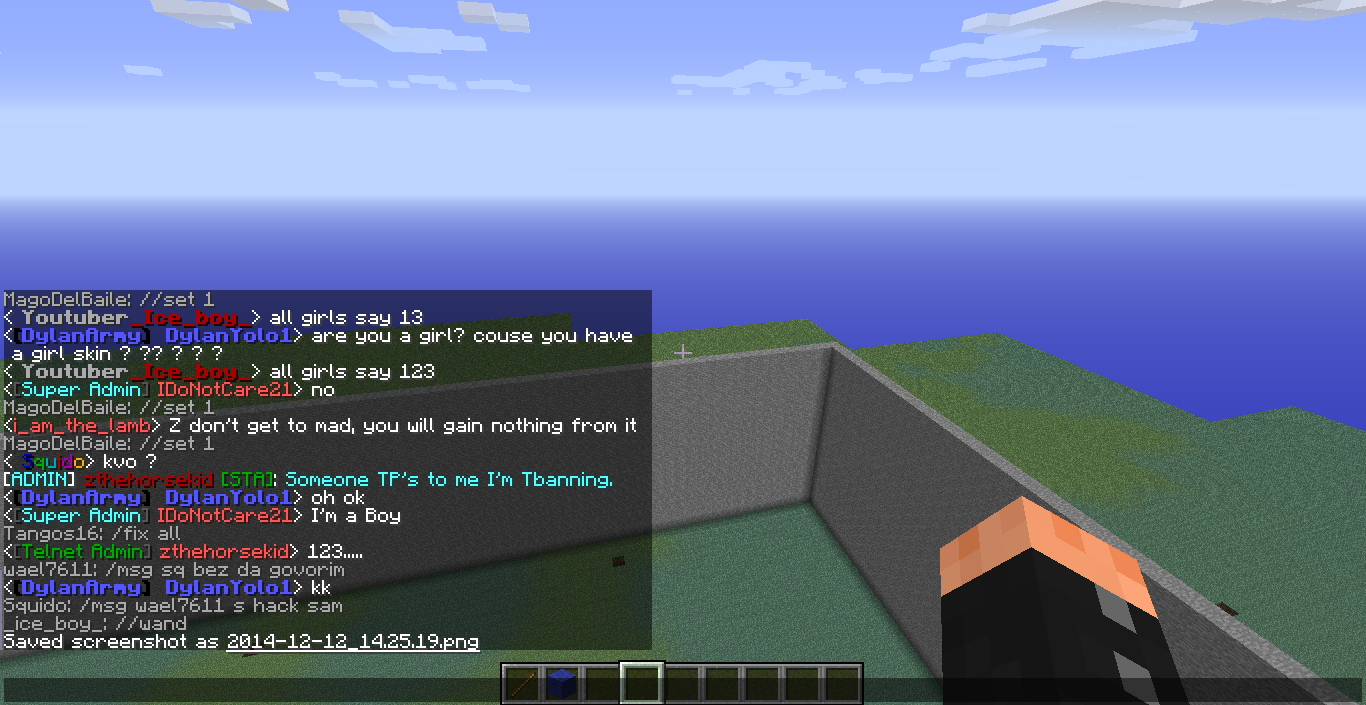 MagoDelBaile: //set 1
< Youtuber _Ice_boy_> all girls say 13
<[DylanArmy] DylanYolo1> are you a girl? couse you have
a girl skin ? ?? ? ? ?
< Youtuber _Ice_boy_> all girls say 123
<[Super Admin] IDoNotCare21> no
MagoDelBaile: //set 1
<i_am_the_lamb> Z don't get to mad, you will gain nothing from it
MagoDelBaile: //set 1
< Squido> kvo ?
[ADMIN] zthehorsekid [STA]: Someone TP's to me I'm Tbanning.
<[DylanArmy] DylanYolo1> oh ok
<[Super Admin] IDoNotCare21> I'm a Boy
Tangos16: /fix all
<[Telnet Admin] zthehorsekid> 123.....
wael7611: /msg sq bez da govorim
<[DylanArmy] DylanYolo1> kk
Squido: /msg wael7611 s hack sam
_ice_boy_: //wand
Saved screenshot as 2014-12-12_14.25.19.png